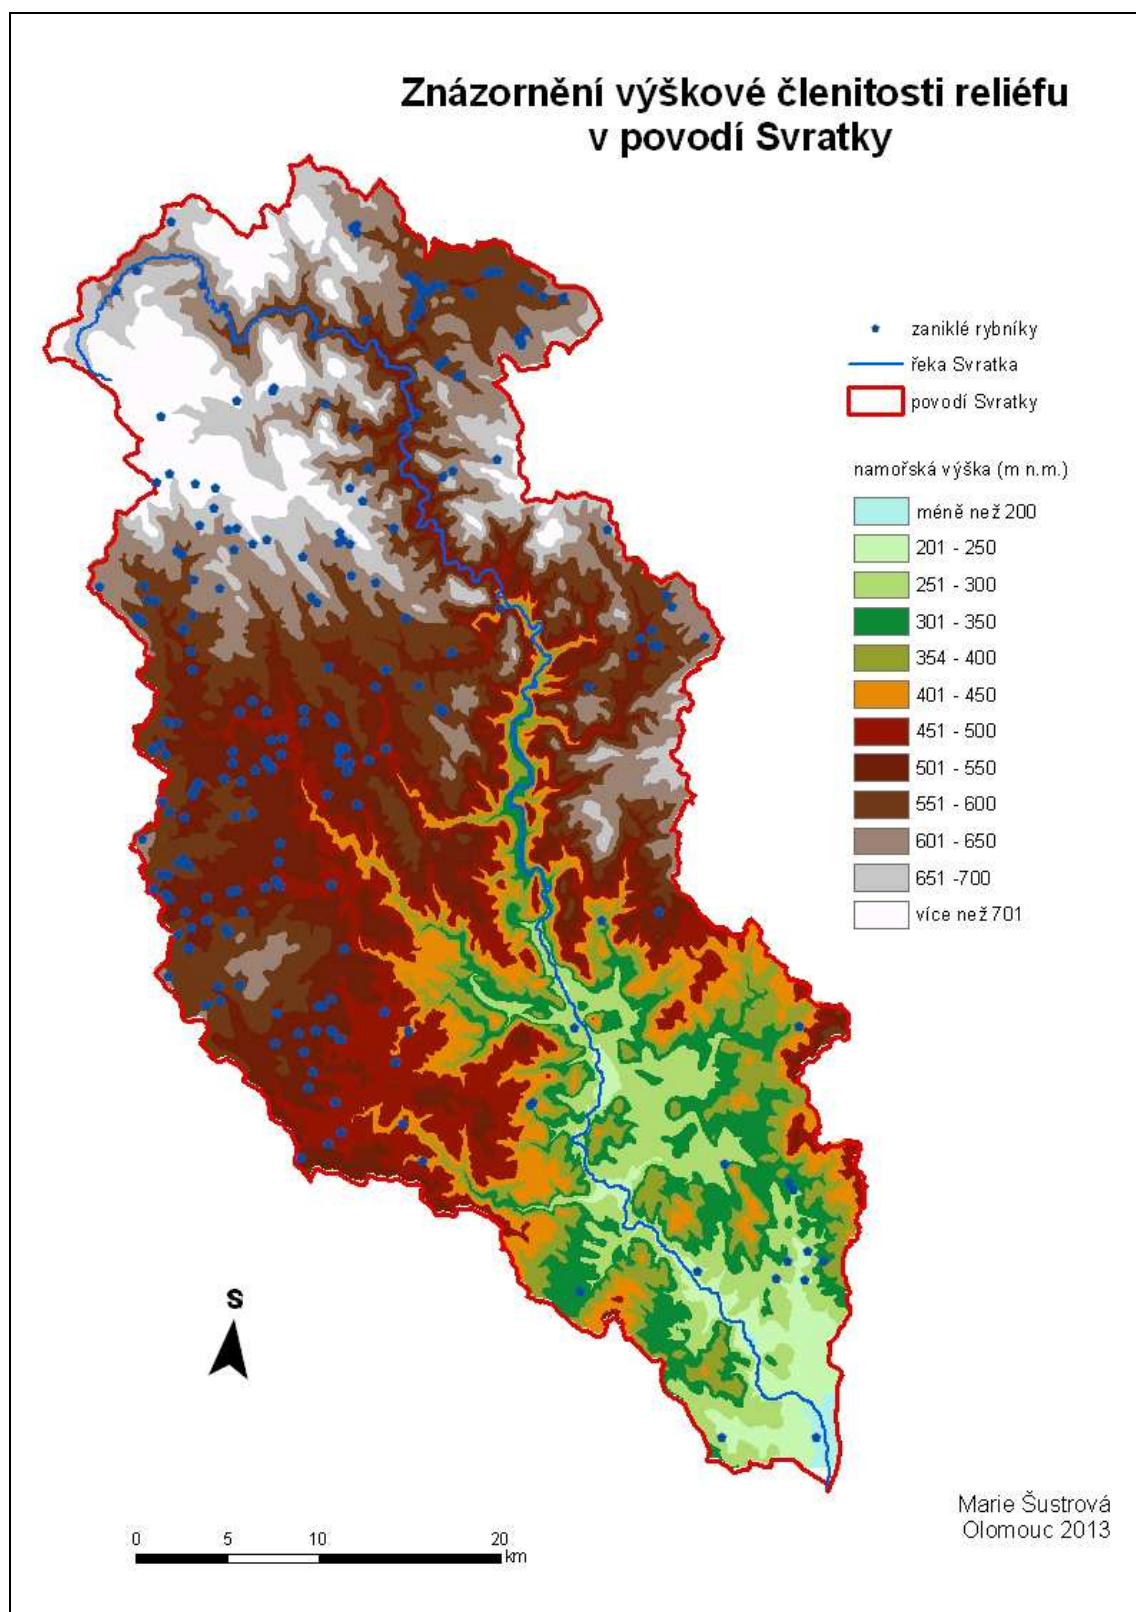 Znázornění výškové členitosti reliéfu
v povodí Svratky
zaniklé rybníky
řeka Svratka
povodí Svratky
namořská výška (m n.m.)
méně než 200
201 - 250
251 - 300
301 - 350
354 - 400
401 - 450
451 - 500
501 - 550
551 - 600
601 - 650
651 -700
více než 701
S
Marie Šustrová
Olomouc 2013
0 5 10 20
km